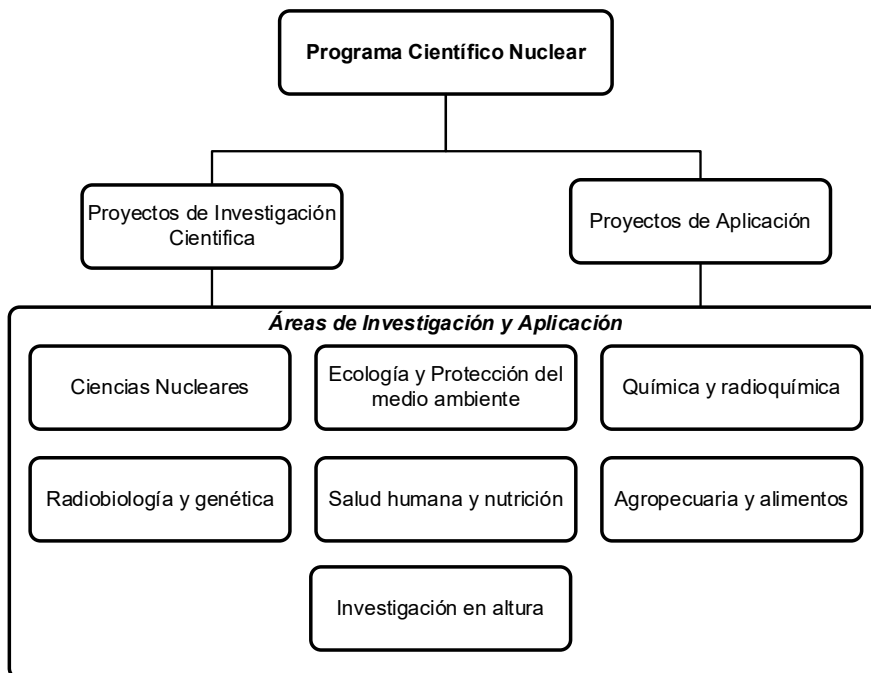 Programa Científico Nuclear
Proyectos de Investigación
Cientifica
Proyectos de Aplicación
Áreas de Investigación y Aplicación
Ciencias Nucleares
Ecología y Protección del
medio ambiente
Química y radioquímica
Radiobiología y genética
Salud humana y nutrición
Agropecuaria y alimentos
Investigación en altura